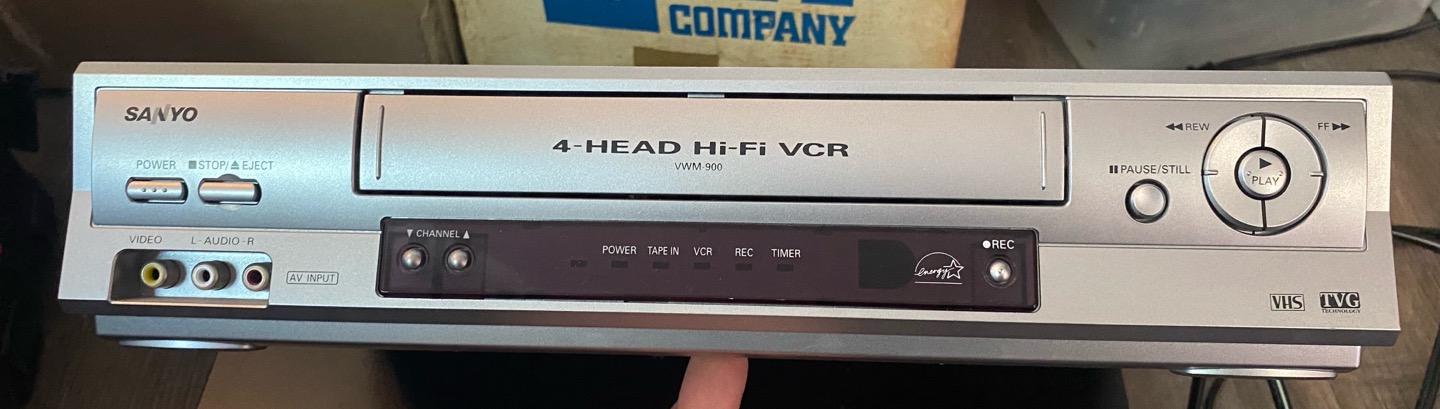 COMPANY
SANYO
POWER ■STOP/⏏EJECT
4-HEAD Hi-Fi VCR
VWM-900
◀◀REW FF▶▶
▮▮PAUSE/STILL
▶
PLAY
VIDEO L-AUDIO-R
AV INPUT
▼ CHANNEL ▲
POWER TAPE IN VCR REC TIMER
energy
●REC
VHS TVG
TECHNOLOGY